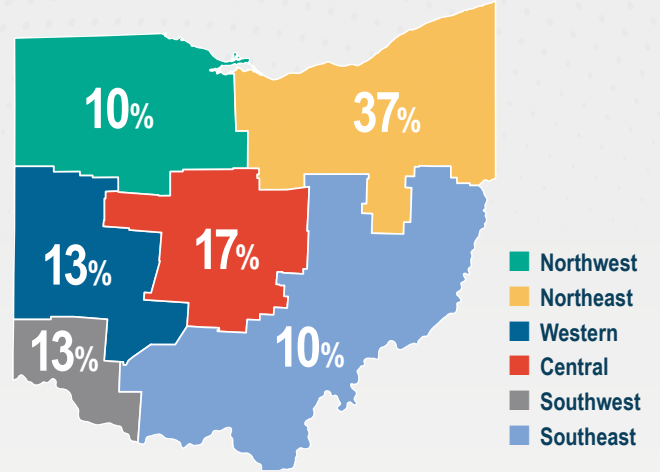 10%
37%
13%
17%
13%
10%
Northwest
Northeast
Western
Central
Southwest
Southeast